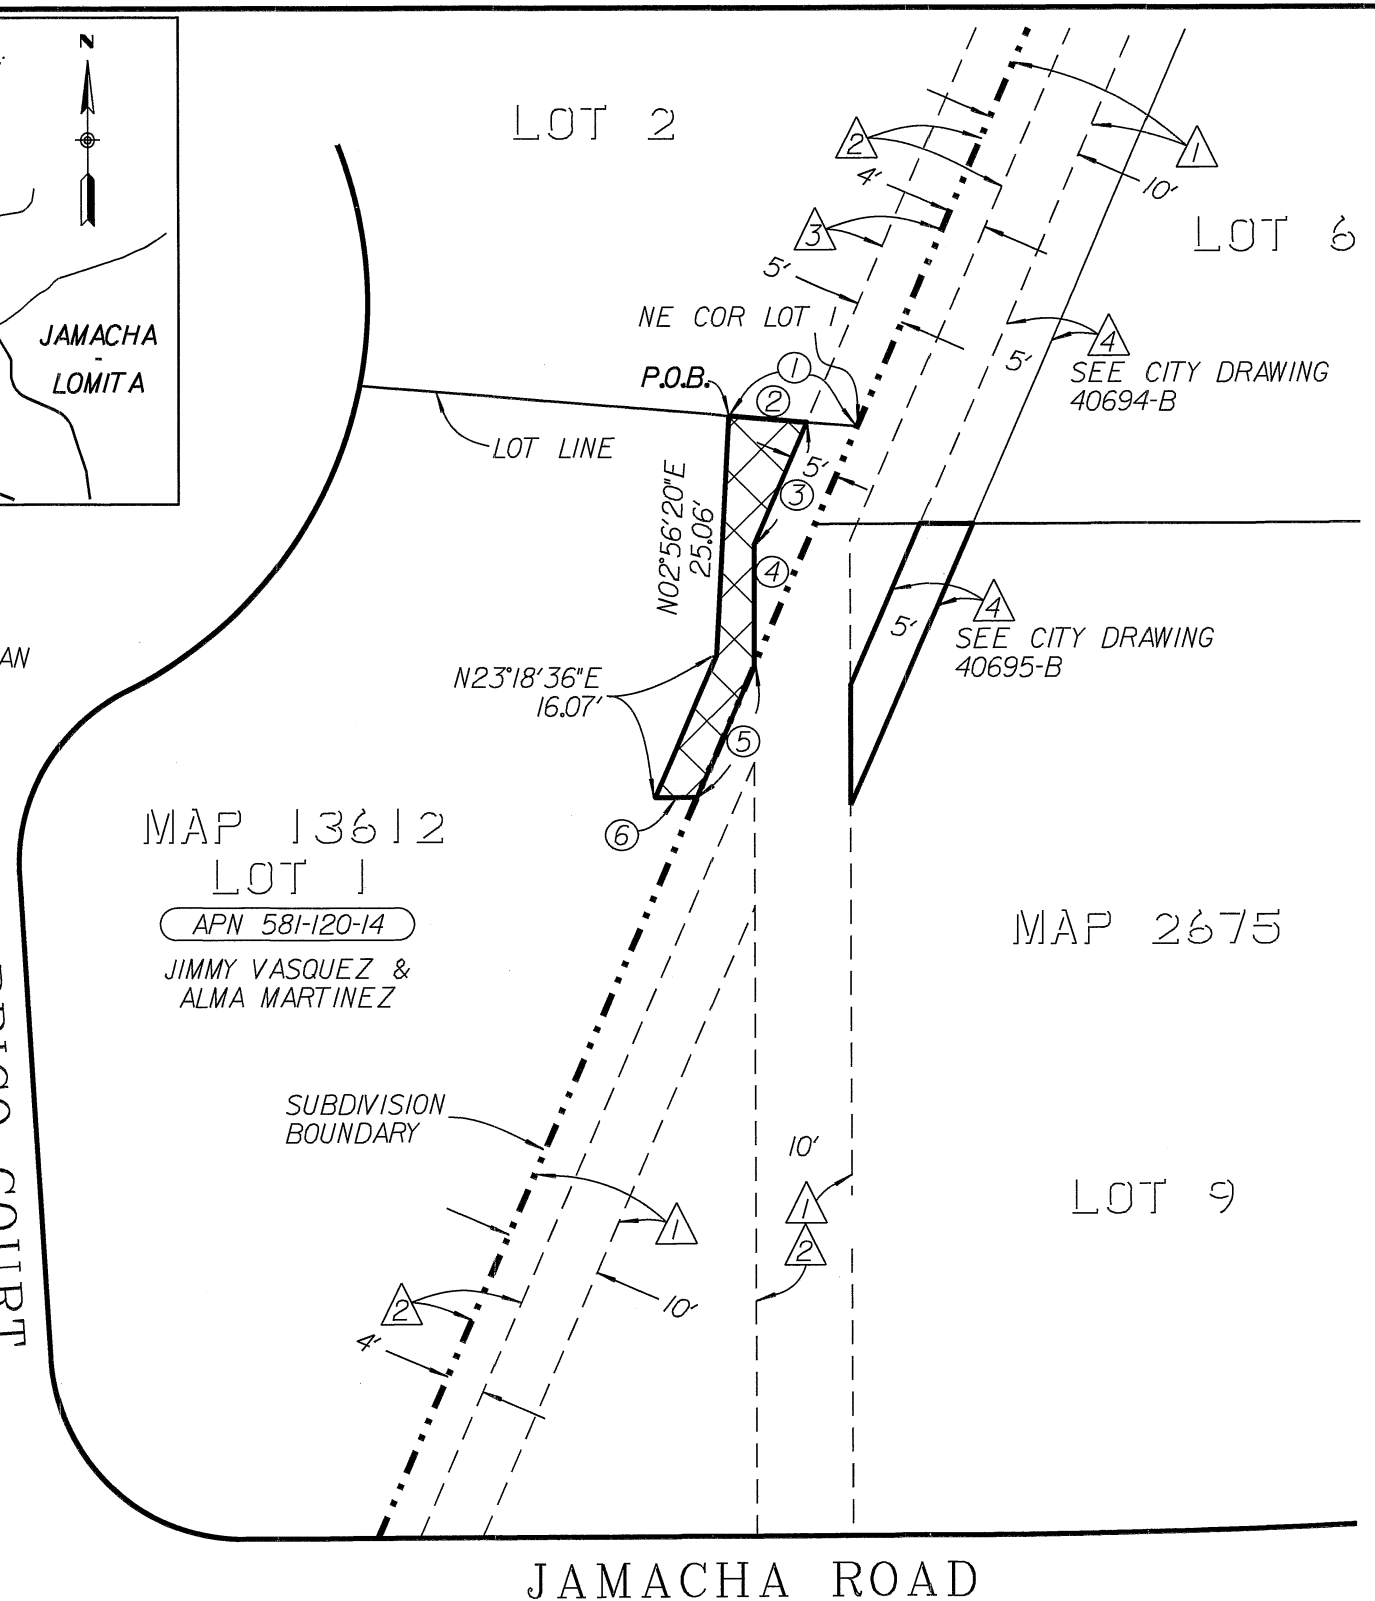 N
JAMACHA
-
LOMITA
LOT 2
2
1
4'
10'
3
LOT 6
5'
NE COR LOT 1
4
5'
SEE CITY DRAWING
40694-B
P.O.B.
1
2
LOT LINE
5'
3
N02°56'20"E
25.06'
4
4
5'
SEE CITY DRAWING
40695-B
AN
N23°18'36"E
16.07'
5
6
MAP 13612
LOT 1
APN 581-120-14
JIMMY VASQUEZ &
ALMA MARTINEZ
MAP 2675
SUBDIVISION
BOUNDARY
10'
1
2
LOT 9
1
2
10'
4'
COURT
JAMACHA ROAD